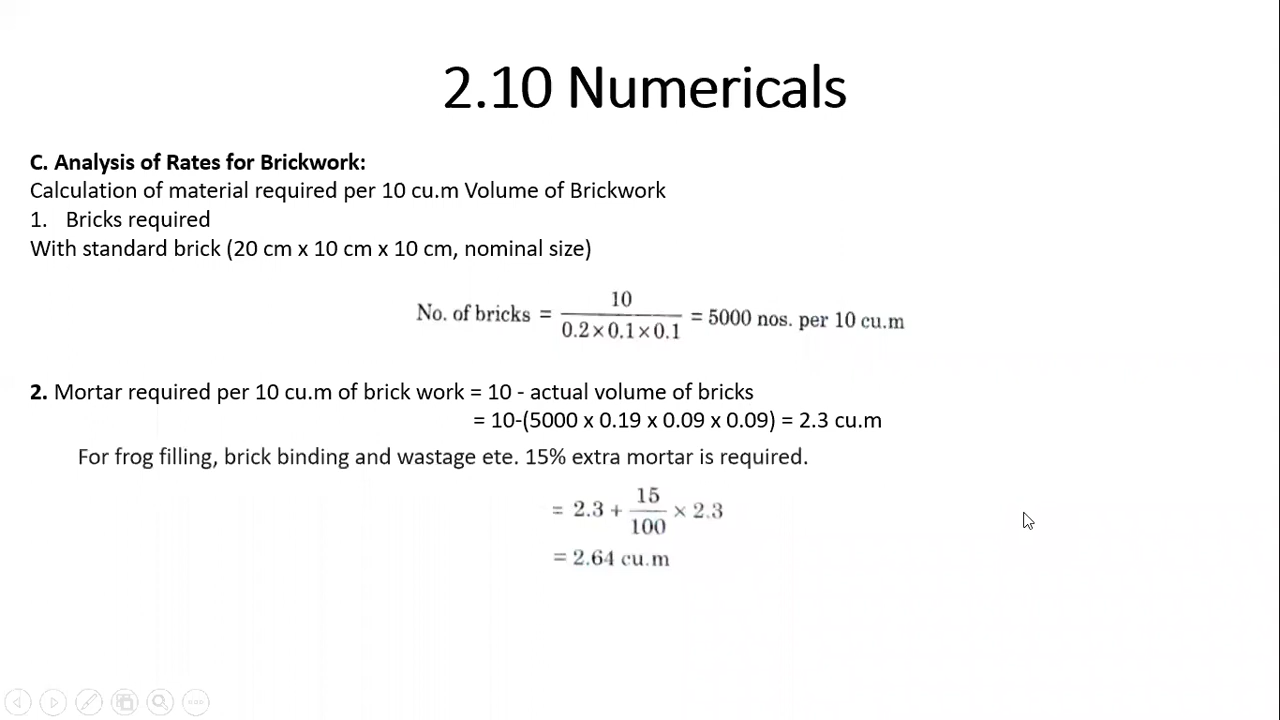 2.10 Numericals
C. Analysis of Rates for Brickwork:
Calculation of material required per 10 cu.m Volume of Brickwork
1. Bricks required
With standard brick (20 cm x 10 cm x 10 cm, nominal size)
No. of bricks = 10 / 0.2×0.1×0.1 = 5000 nos. per 10 cu.m
2. Mortar required per 10 cu.m of brick work = 10 - actual volume of bricks
= 10-(5000 x 0.19 x 0.09 x 0.09) = 2.3 cu.m
For frog filling, brick binding and wastage ete. 15% extra mortar is required.
= 2.3 + 15 / 100 × 2.3
= 2.64 cu.m